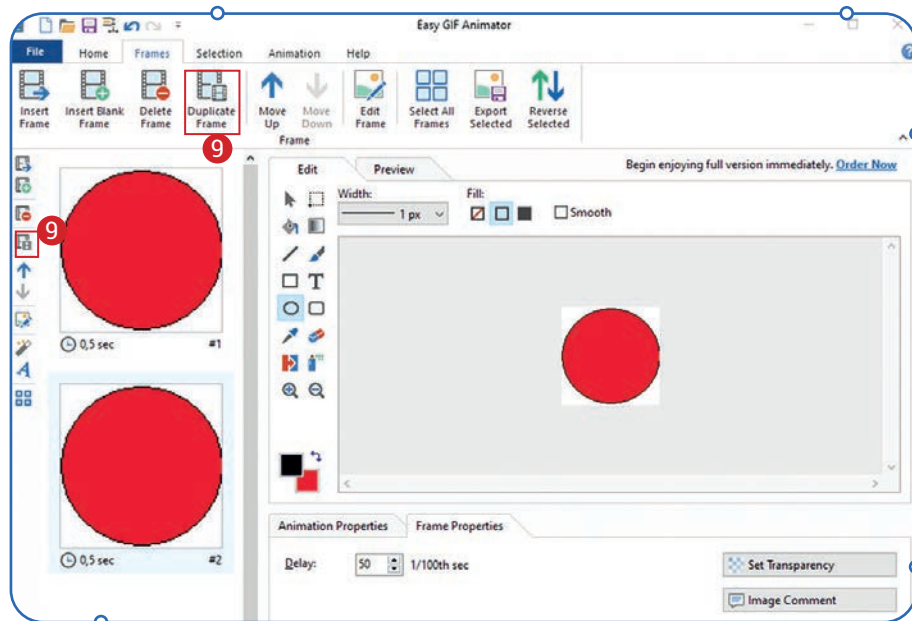 Easy GIF Animator
File Home Frames Selection Animation Help
Insert Frame
Insert Blank Frame
Delete Frame
Duplicate Frame
Move Up
Move Down
Edit Frame
Select All Frames
Export Selected
Reverse Selected
Frame
9
Edit Preview
Begin enjoying full version immediately. Order Now
Width:
1 px
Fill:
Smooth
9
0,5 sec #1
0,5 sec #2
Animation Properties Frame Properties
Delay: 50 1/100th sec
Set Transparency
Image Comment